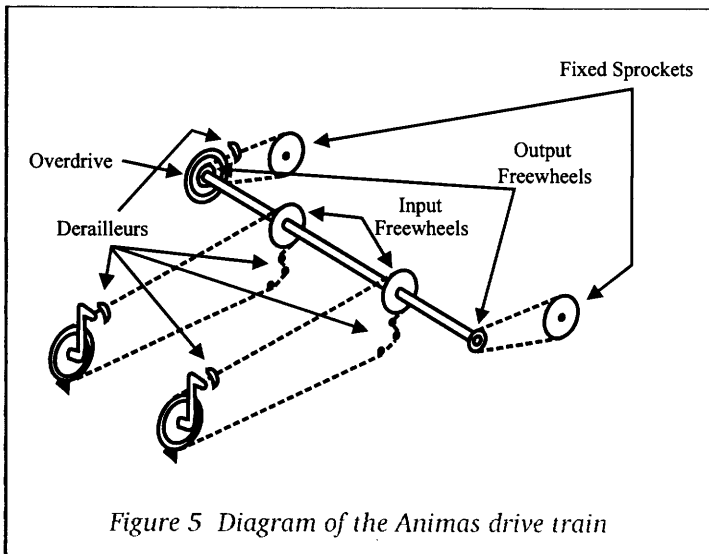 Fixed Sprockets
Overdrive
Output
Freewheels
Input
Freewheels
Derailleurs
Figure 5 Diagram of the Animas drive train